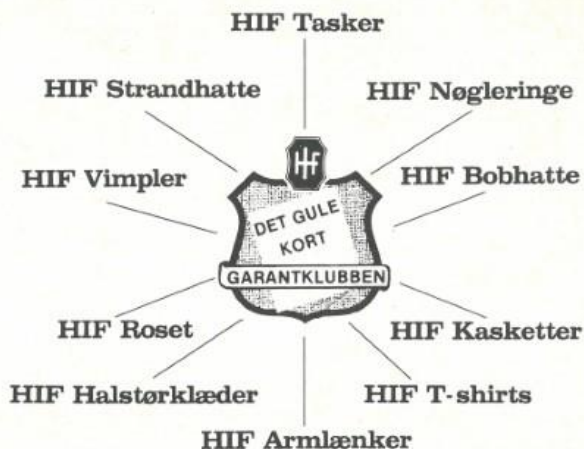 HIF Tasker
HIF Strandhatte
HIF Nøgleringe
HIF Vimpler
HIF Bobhatte
HIF
DET GULE
KORT
GARANTKLUBBEN
HIF Roset
HIF Kasketter
HIF Halstørklæder
HIF T-shirts
HIF Armlænker